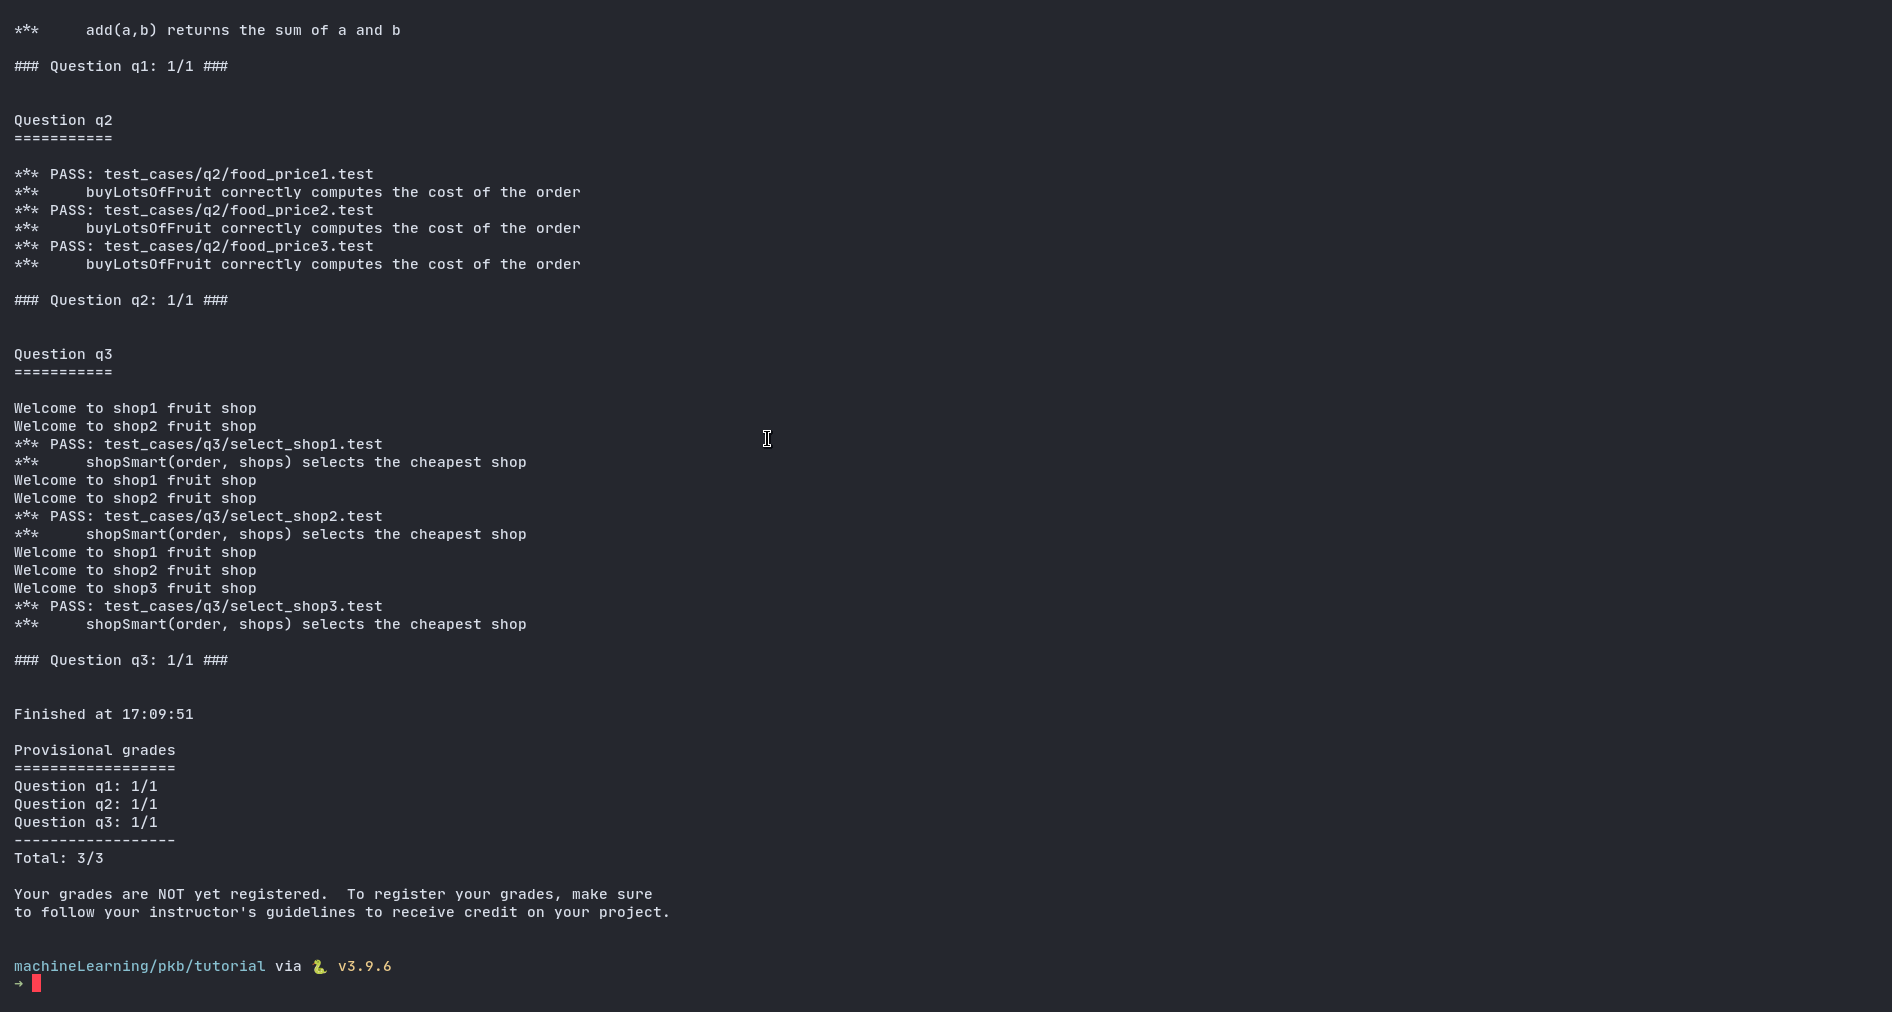 ***     add(a,b) returns the sum of a and b
### Question q1: 1/1 ###
Question q2
===========
*** PASS: test_cases/q2/food_price1.test
***     buyLotsOfFruit correctly computes the cost of the order
*** PASS: test_cases/q2/food_price2.test
***     buyLotsOfFruit correctly computes the cost of the order
*** PASS: test_cases/q2/food_price3.test
***     buyLotsOfFruit correctly computes the cost of the order
### Question q2: 1/1 ###
Question q3
===========
Welcome to shop1 fruit shop
Welcome to shop2 fruit shop
*** PASS: test_cases/q3/select_shop1.test
***     shopSmart(order, shops) selects the cheapest shop
Welcome to shop1 fruit shop
Welcome to shop2 fruit shop
*** PASS: test_cases/q3/select_shop2.test
***     shopSmart(order, shops) selects the cheapest shop
Welcome to shop1 fruit shop
Welcome to shop2 fruit shop
Welcome to shop3 fruit shop
*** PASS: test_cases/q3/select_shop3.test
***     shopSmart(order, shops) selects the cheapest shop
### Question q3: 1/1 ###
Finished at 17:09:51
Provisional grades
==================
Question q1: 1/1
Question q2: 1/1
Question q3: 1/1
------------------
Total: 3/3
Your grades are NOT yet registered.  To register your grades, make sure
to follow your instructor's guidelines to receive credit on your project.
machineLearning/pkb/tutorial via 🐍 v3.9.6
➜